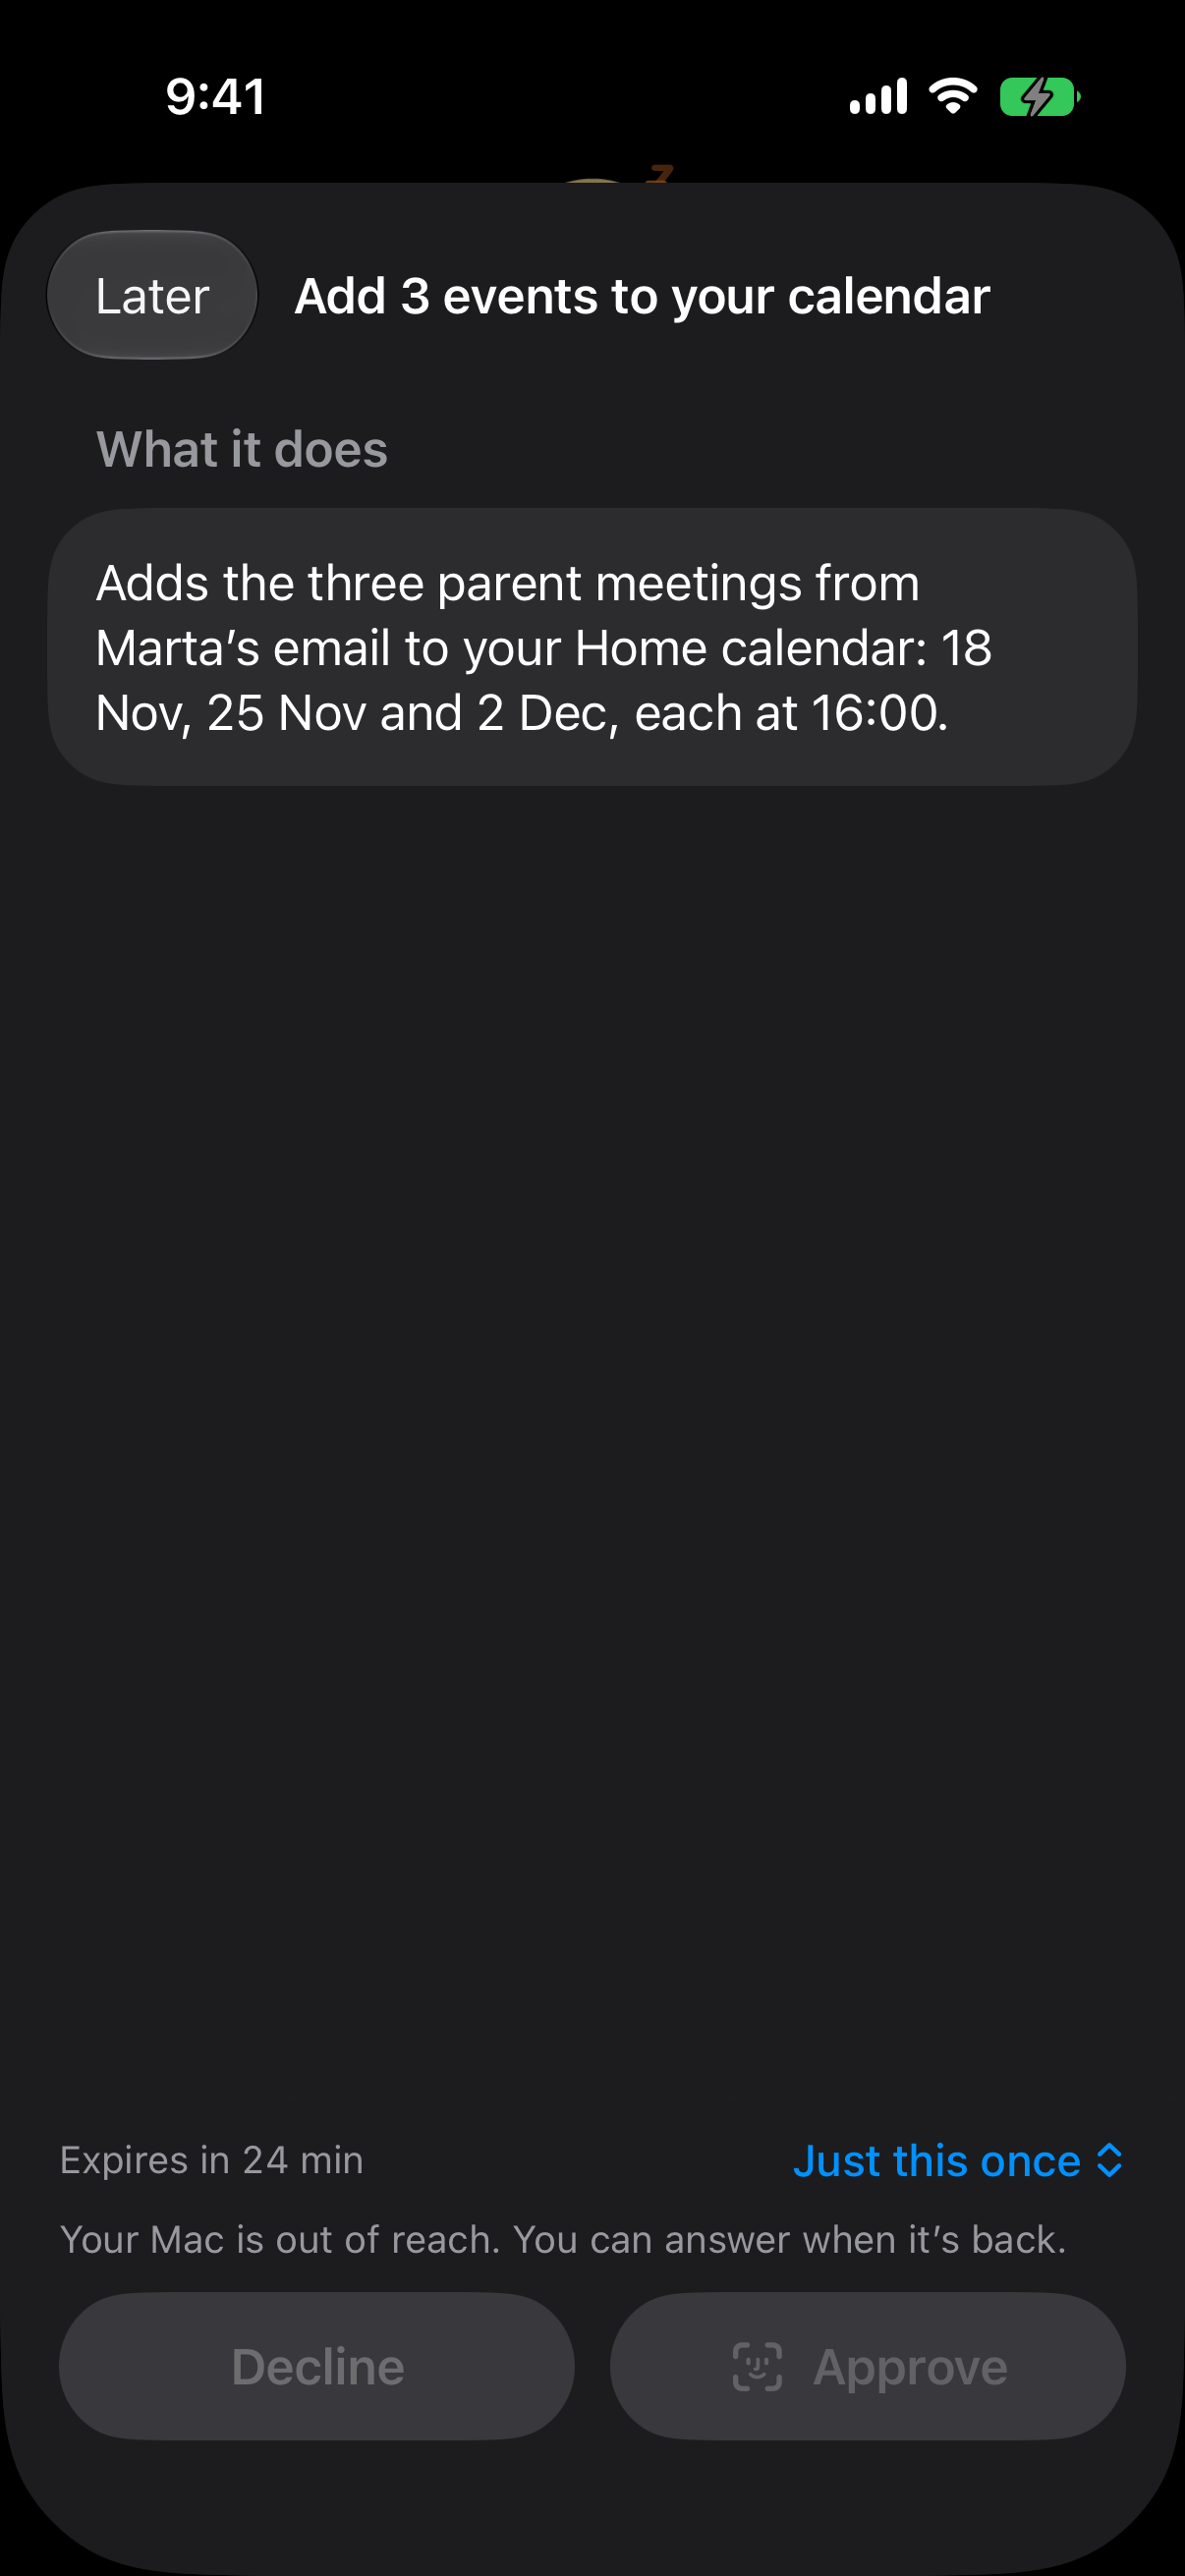 9:41
z
Later
Add 3 events to your calendar
What it does
Adds the three parent meetings from
Marta’s email to your Home calendar: 18
Nov, 25 Nov and 2 Dec, each at 16:00.
Expires in 24 min
Just this once
Your Mac is out of reach. You can answer when it’s back.
Decline
Approve